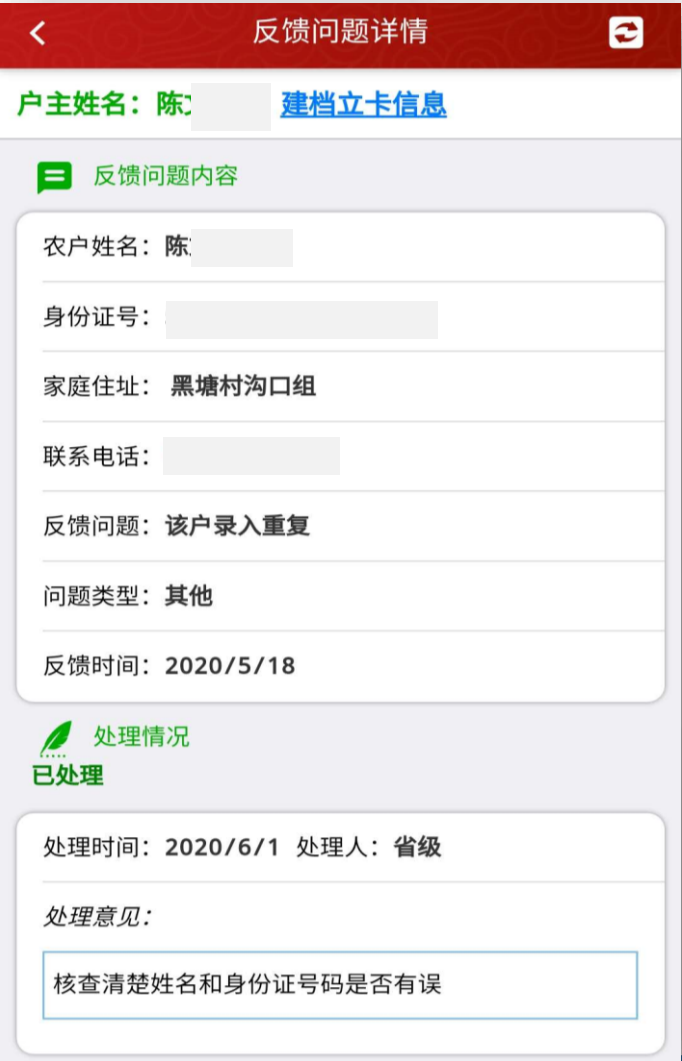 反馈问题详情
户主姓名：陈 建档立卡信息
反馈问题内容
农户姓名：陈
身份证号：
家庭住址：黑塘村沟口组
联系电话：
反馈问题：该户录入重复
问题类型：其他
反馈时间：2020/5/18
处理情况
已处理
处理时间：2020/6/1 处理人：省级
处理意见：
核查清楚姓名和身份证号码是否有误